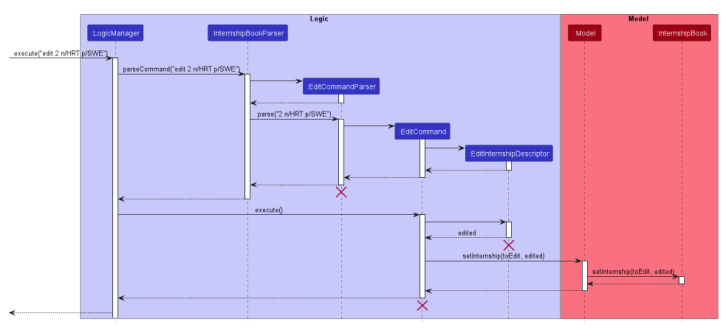 Logic
Model
:LogicManager
:InternshipBookParser
:Model
:InternshipBook
execute("edit 2 n/HRT p/SWE")
parseCommand("edit 2 n/HRT p/SWE")
:EditCommandParser
parse("2 n/HRT p/SWE")
:EditCommand
:EditInternshipDescriptor
execute()
edited
setInternship(toEdit, edited)
setInternship(toEdit, edited)